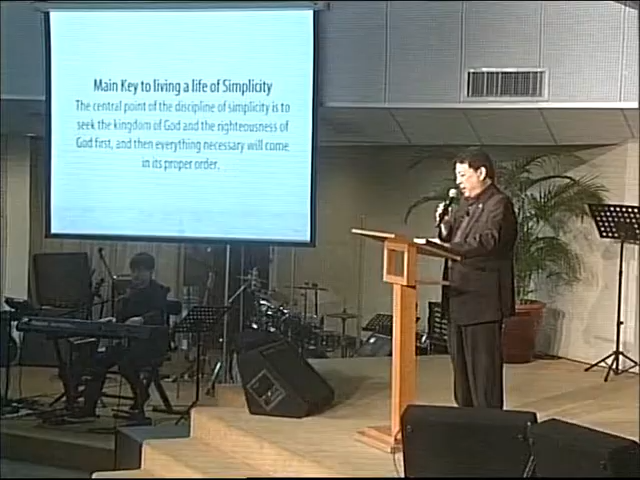 Main Key to living a life of Simplicity
The central point of the discipline of simplicity is to
seek the kingdom of God and the righteousness of
God first, and then everything necessary will come
in its proper order.